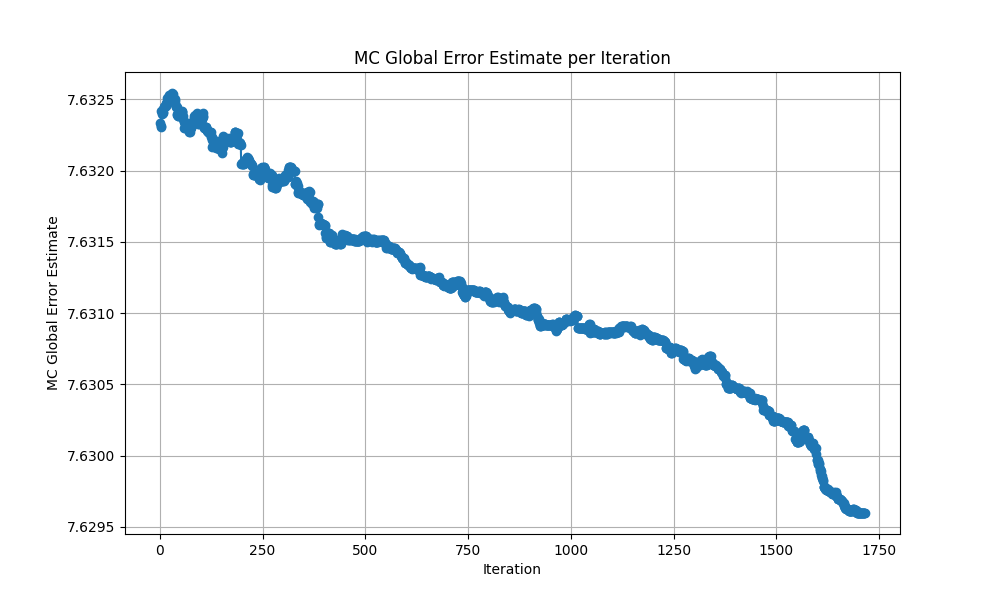 MC Global Error Estimate per Iteration
MC Global Error Estimate
7.6325
7.6320
7.6315
7.6310
7.6305
7.6300
7.6295
0 250 500 750 1000 1250 1500 1750
Iteration